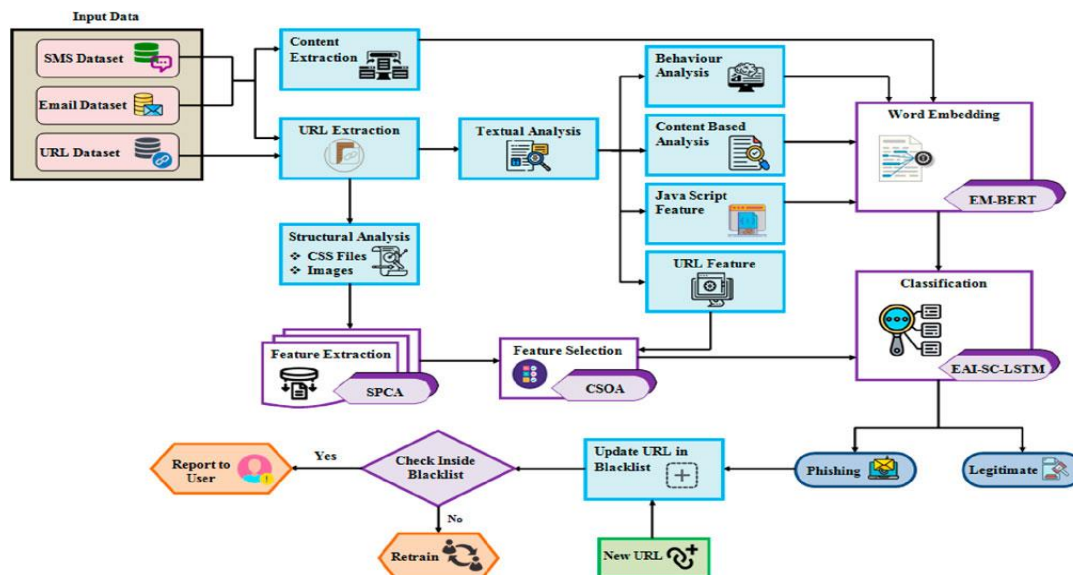 Input Data
SMS Dataset
Email Dataset
URL Dataset
Content
Extraction
URL Extraction
Textual Analysis
Behaviour
Analysis
Content Based
Analysis
Java Script
Feature
URL Feature
Word Embedding
EM-BERT
Structural Analysis
❖ CSS Files
❖ Images
Feature Extraction
SPCA
Feature Selection
CSOA
Classification
EAI-SC-LSTM
Phishing
Legitimate
Update URL in
Blacklist
New URL
Check Inside
Blacklist
Yes
No
Report to
User
Retrain